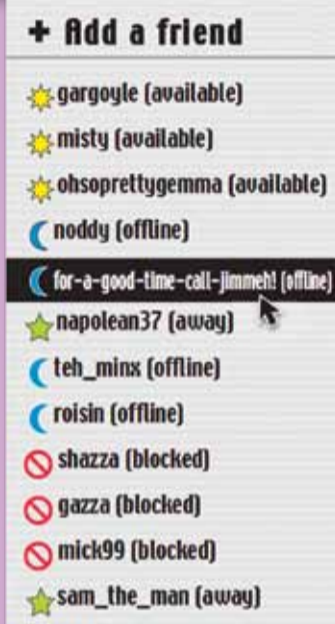 + Add a friend
gargoyle (available)
misty (available)
ohsoprettygemma (available)
noddy (offline)
for-a-good-time-call-jimmeh! (offline)
napolean37 (away)
teh_minx (offline)
roisin (offline)
shazza (blocked)
gazza (blocked)
mick99 (blocked)
sam_the_man (away)